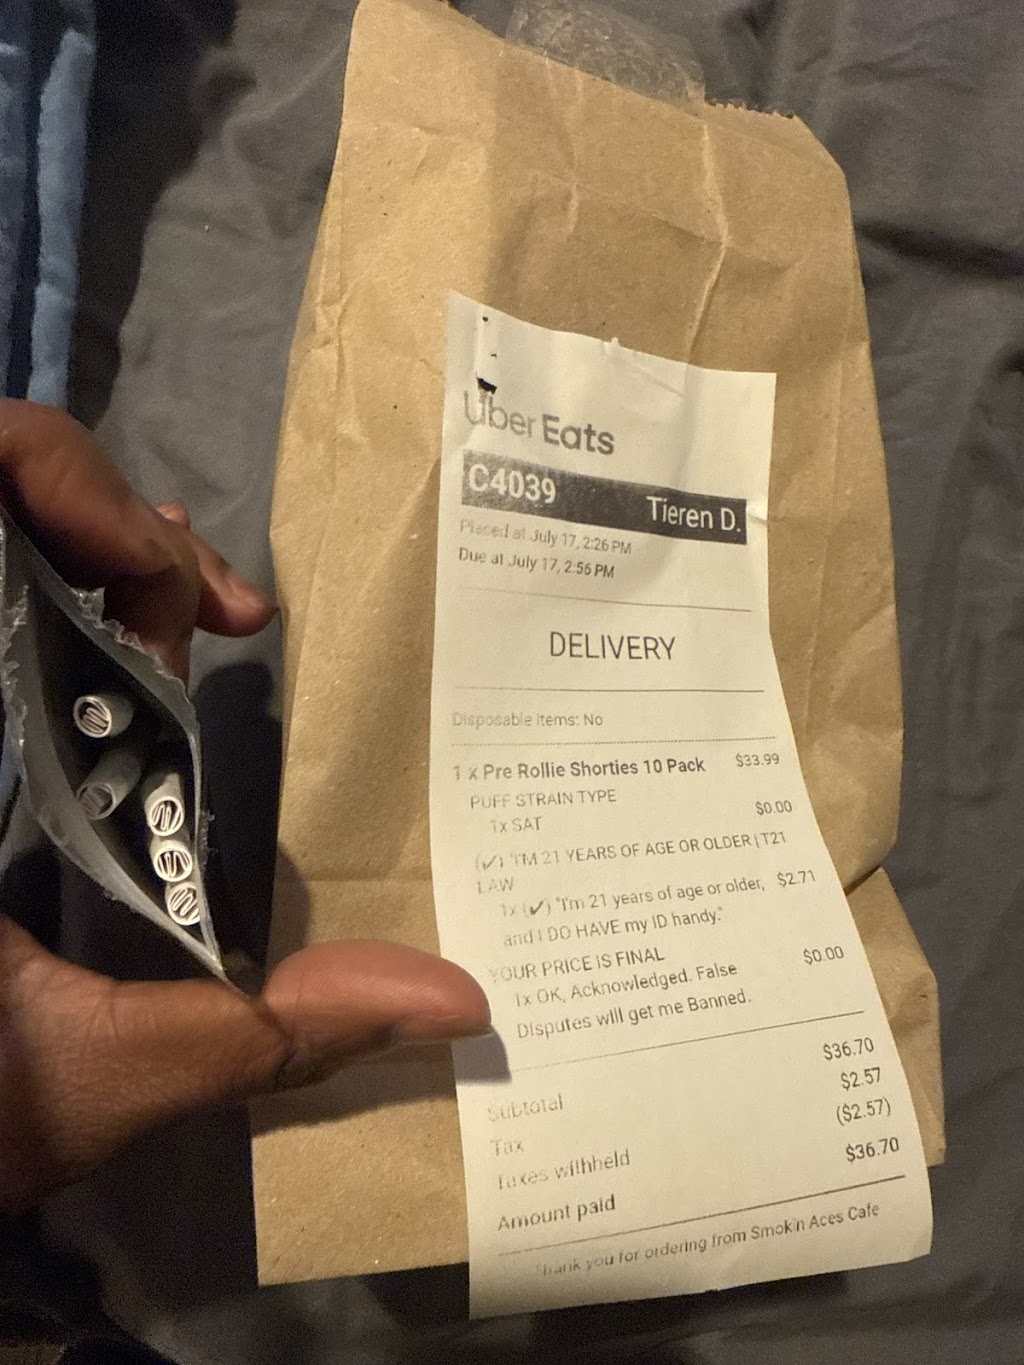 Uber Eats
C4039 Tieren D.
Placed at July 17, 2:26 PM
Due at July 17, 2:56 PM
DELIVERY
Disposable items: No
1 x Pre Rollie Shorties 10 Pack $33.99
PUFF STRAIN TYPE
1x SAT $0.00
(✓) "I'M 21 YEARS OF AGE OR OLDER | T21
LAW
1x (✓) "I'm 21 years of age or older, $2.71
and I DO HAVE my ID handy."
YOUR PRICE IS FINAL
1x OK, Acknowledged. False $0.00
Disputes will get me Banned.
Subtotal $36.70
Tax $2.57
Taxes withheld ($2.57)
Amount paid $36.70
Thank you for ordering from Smokin Aces Cafe